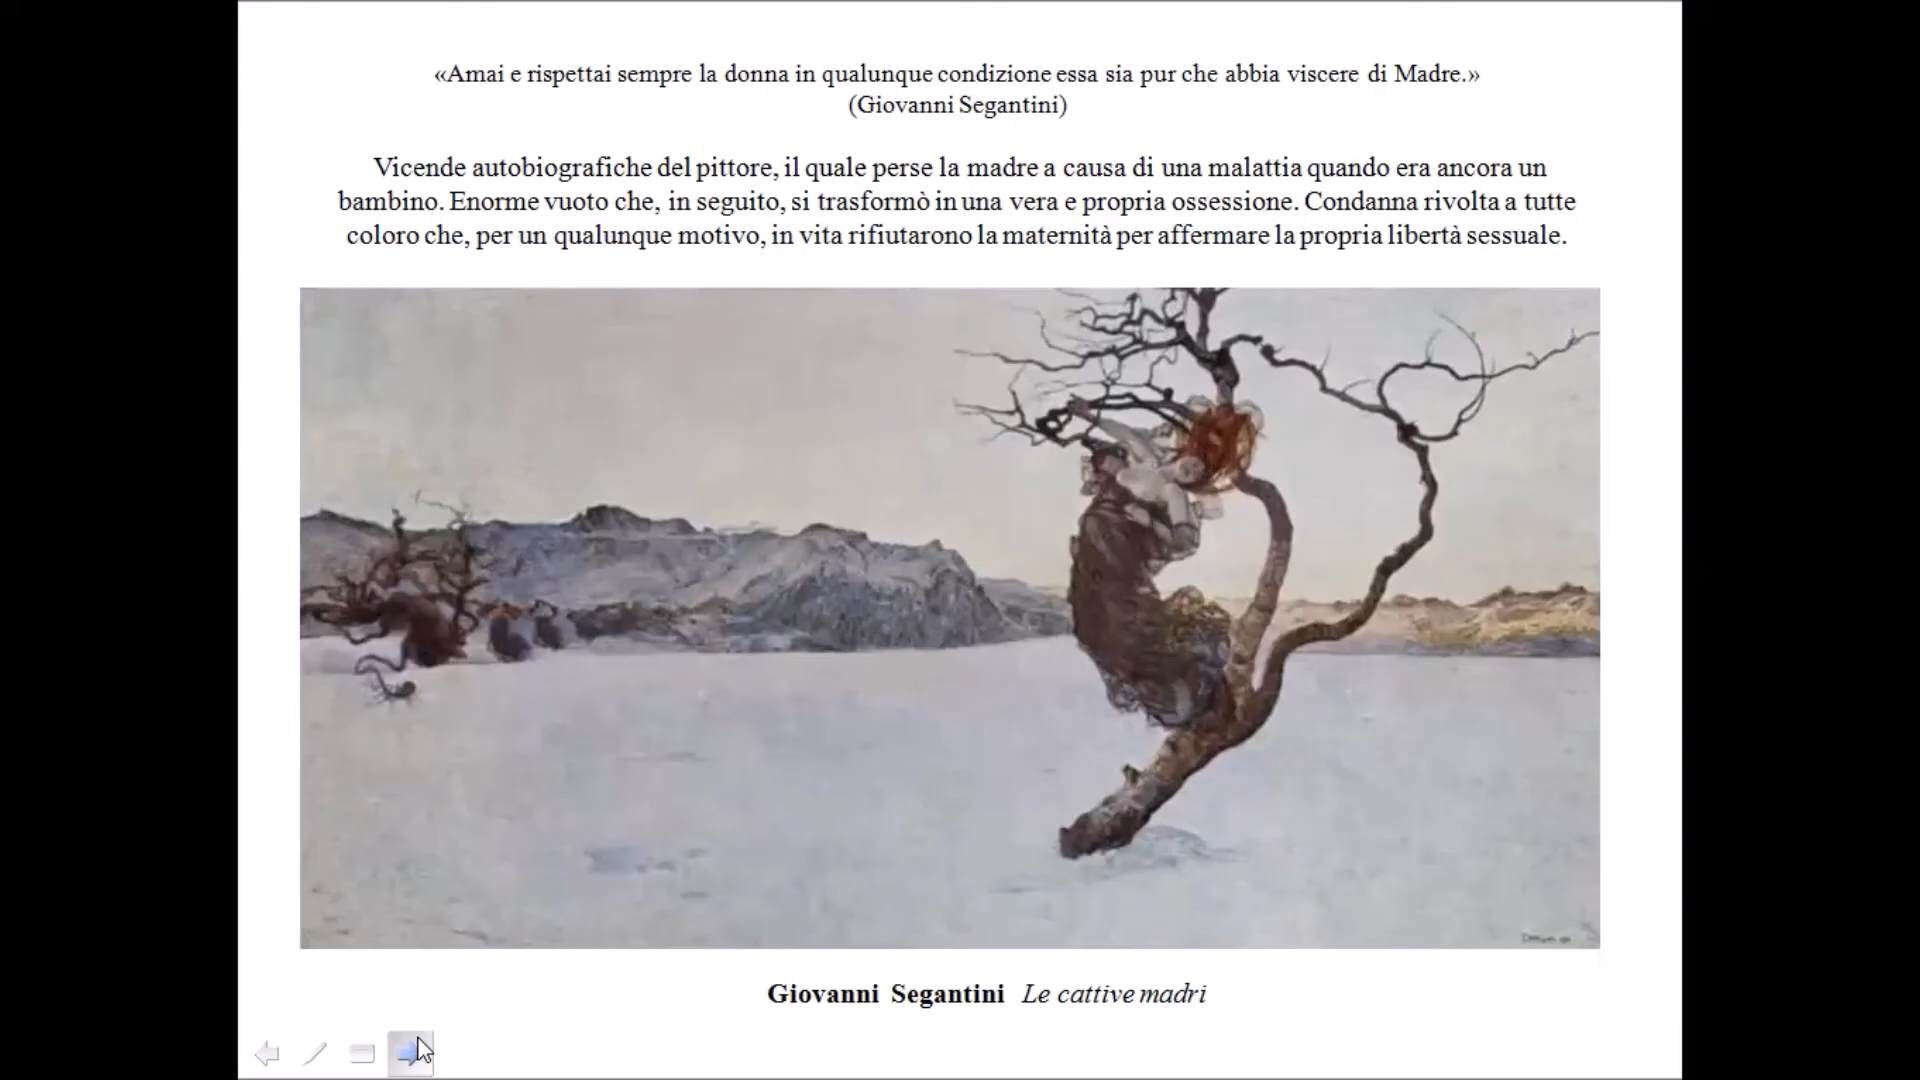 «Amai e rispettai sempre la donna in qualunque condizione essa sia pur che abbia viscere di Madre.»
(Giovanni Segantini)
Vicende autobiografiche del pittore, il quale perse la madre a causa di una malattia quando era ancora un
bambino. Enorme vuoto che, in seguito, si trasformò in una vera e propria ossessione. Condanna rivolta a tutte
coloro che, per un qualunque motivo, in vita rifiutarono la maternità per affermare la propria libertà sessuale.
Giovanni Segantini Le cattive madri